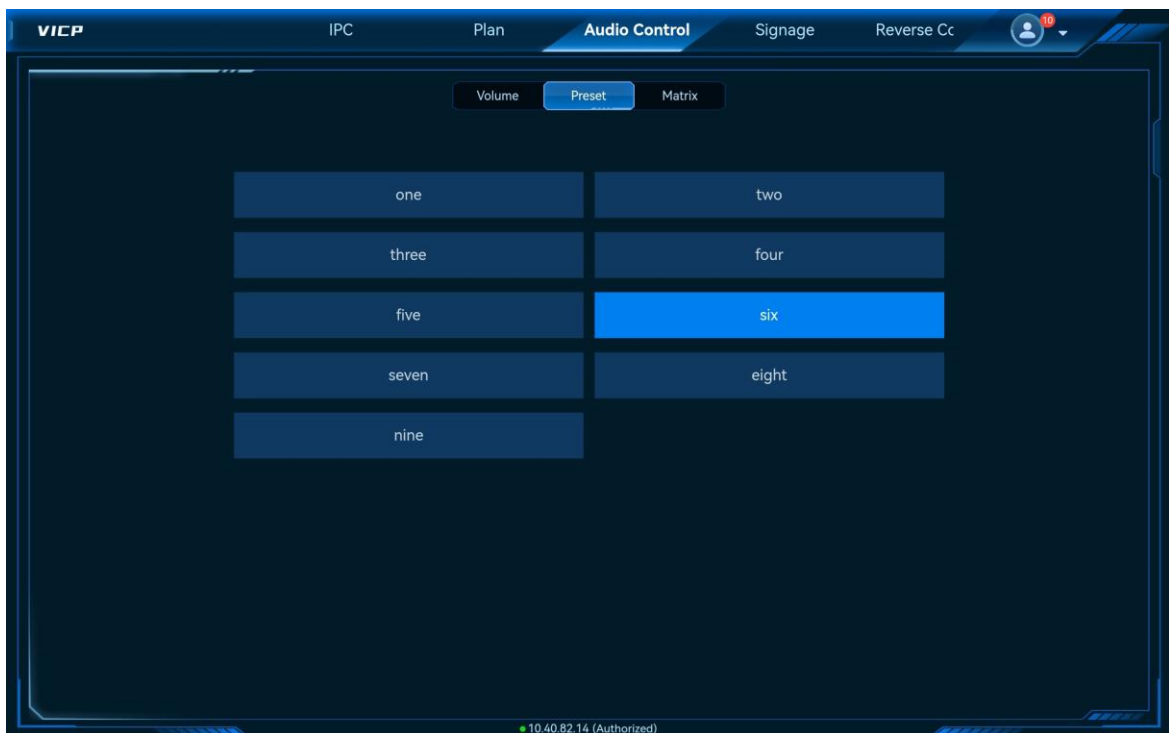 VICP IPC Plan Audio Control Signage Reverse Cc 10
Volume Preset Matrix
one two
three four
five six
seven eight
nine
10.40.82.14 (Authorized)